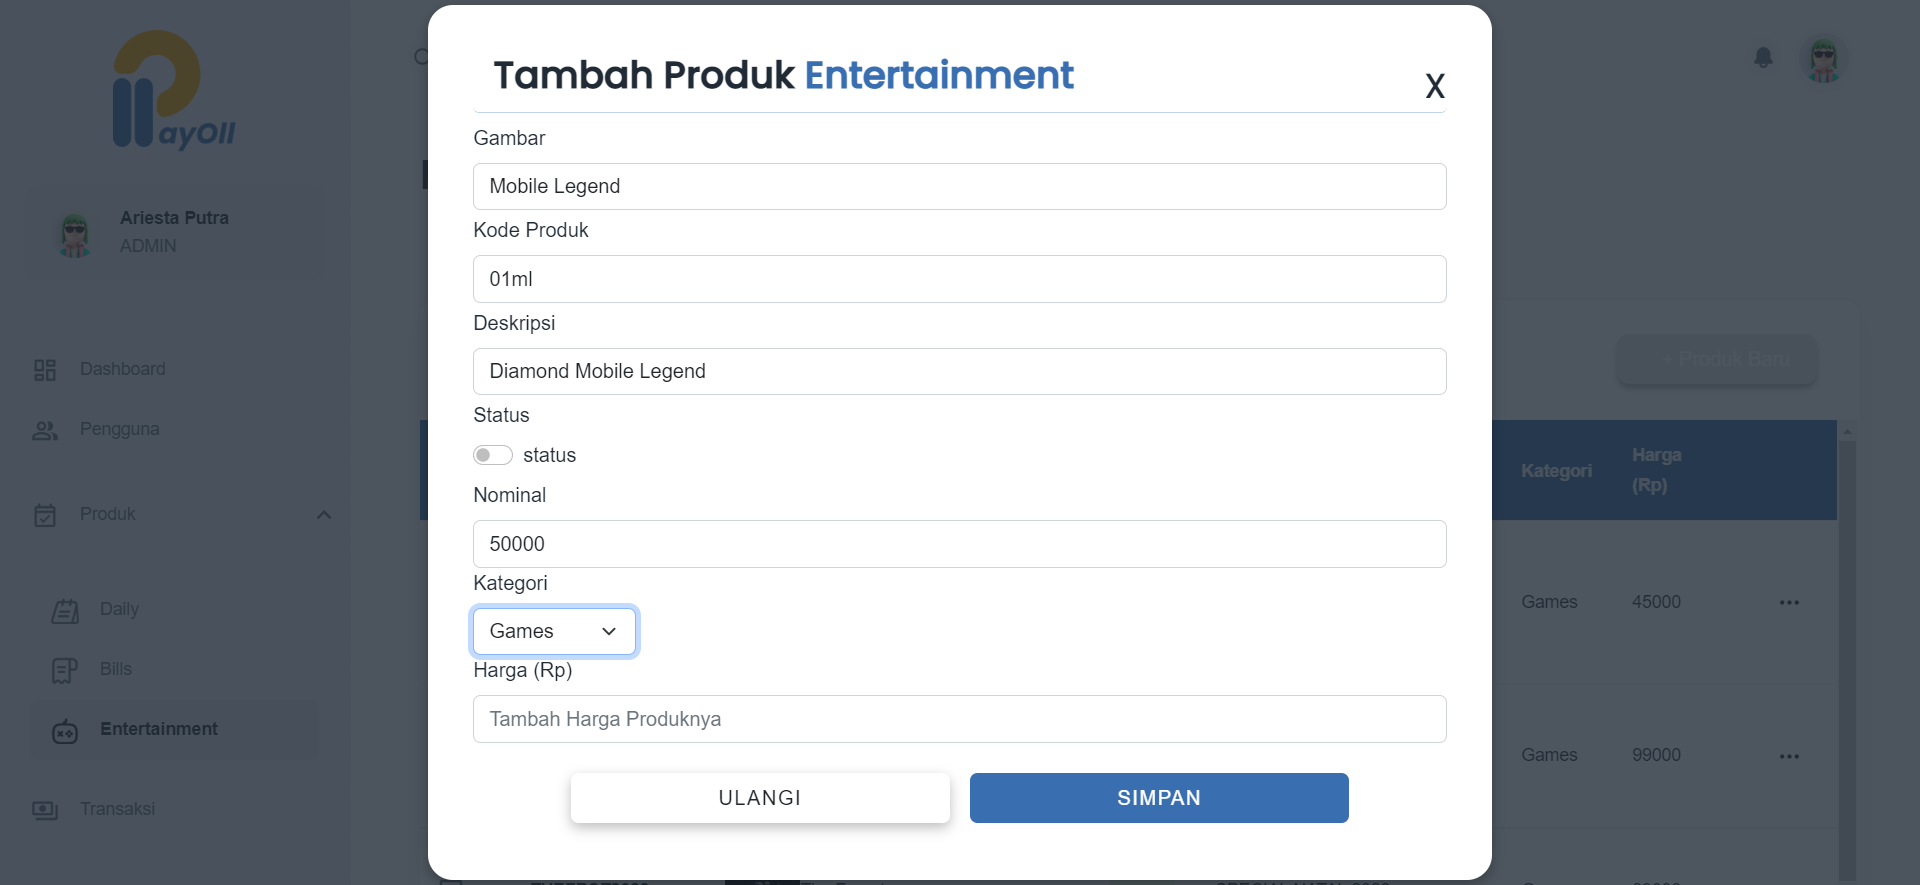 ayOll
Ariesta Putra
ADMIN
Dashboard
Pengguna
Produk
Daily
Bills
Entertainment
Transaksi
Tambah Produk Entertainment
X
Gambar
Mobile Legend
Kode Produk
01ml
Deskripsi
Diamond Mobile Legend
Status
status
Nominal
50000
Kategori
Games
Harga (Rp)
Tambah Harga Produknya
ULANGI
SIMPAN
+ Produk Baru
Kategori
Harga
(Rp)
Games
45000
Games
99000